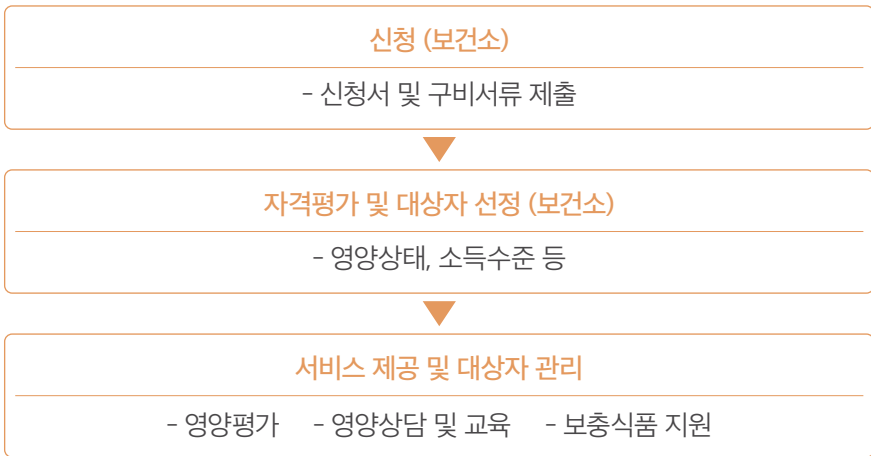 신청 (보건소)
- 신청서 및 구비서류 제출
자격평가 및 대상자 선정 (보건소)
- 영양상태, 소득수준 등
서비스 제공 및 대상자 관리
- 영양평가 - 영양상담 및 교육 - 보충식품 지원